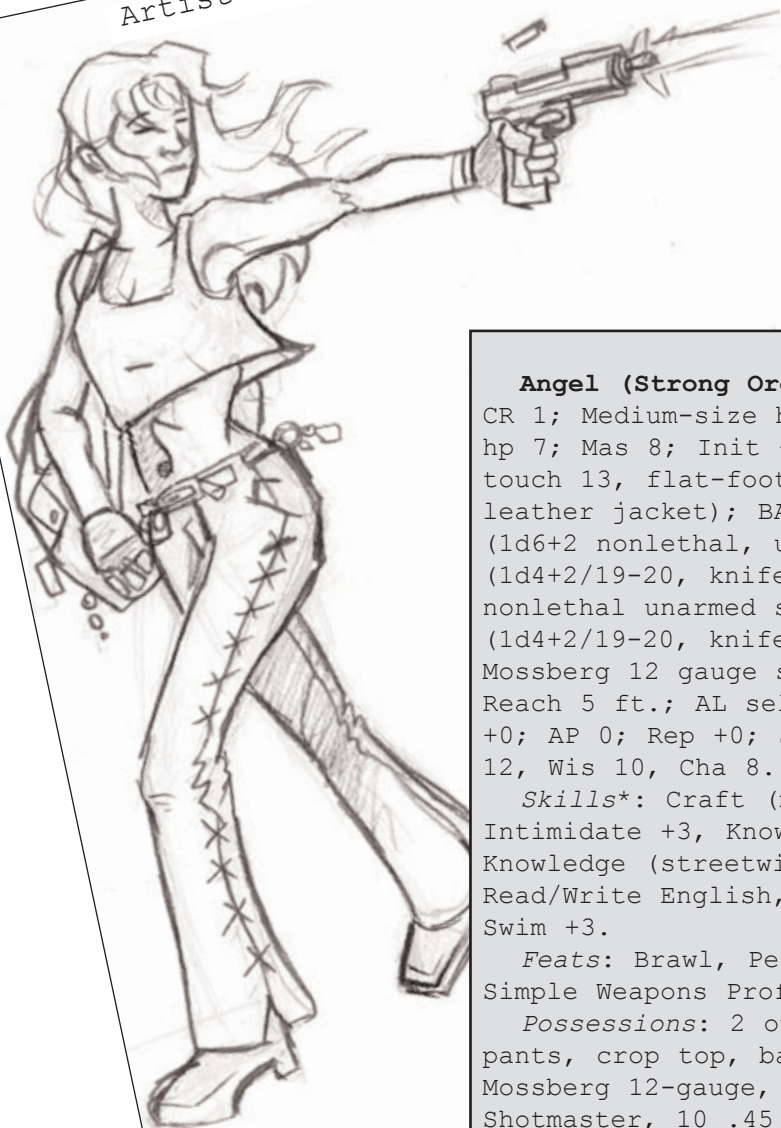 Artist
Angel (Strong Or
CR 1; Medium-size
hp 7; Mas 8; Init
touch 13, flat-foot
leather jacket); BA
(1d6+2 nonlethal, u
(1d4+2/19-20, knife
nonlethal unarmed s
(1d4+2/19-20, knife
Mossberg 12 gauge s
Reach 5 ft.; AL sel
+0; AP 0; Rep +0;
12, Wis 10, Cha 8.
Skills*: Craft (
Intimidate +3, Know
Knowledge (streetwi
Read/Write English,
Swim +3.
Feats: Brawl, Pe
Simple Weapons Prof
Possessions: 2 o
pants, crop top, ba
Mossberg 12-gauge,
Shotmaster, 10 .45